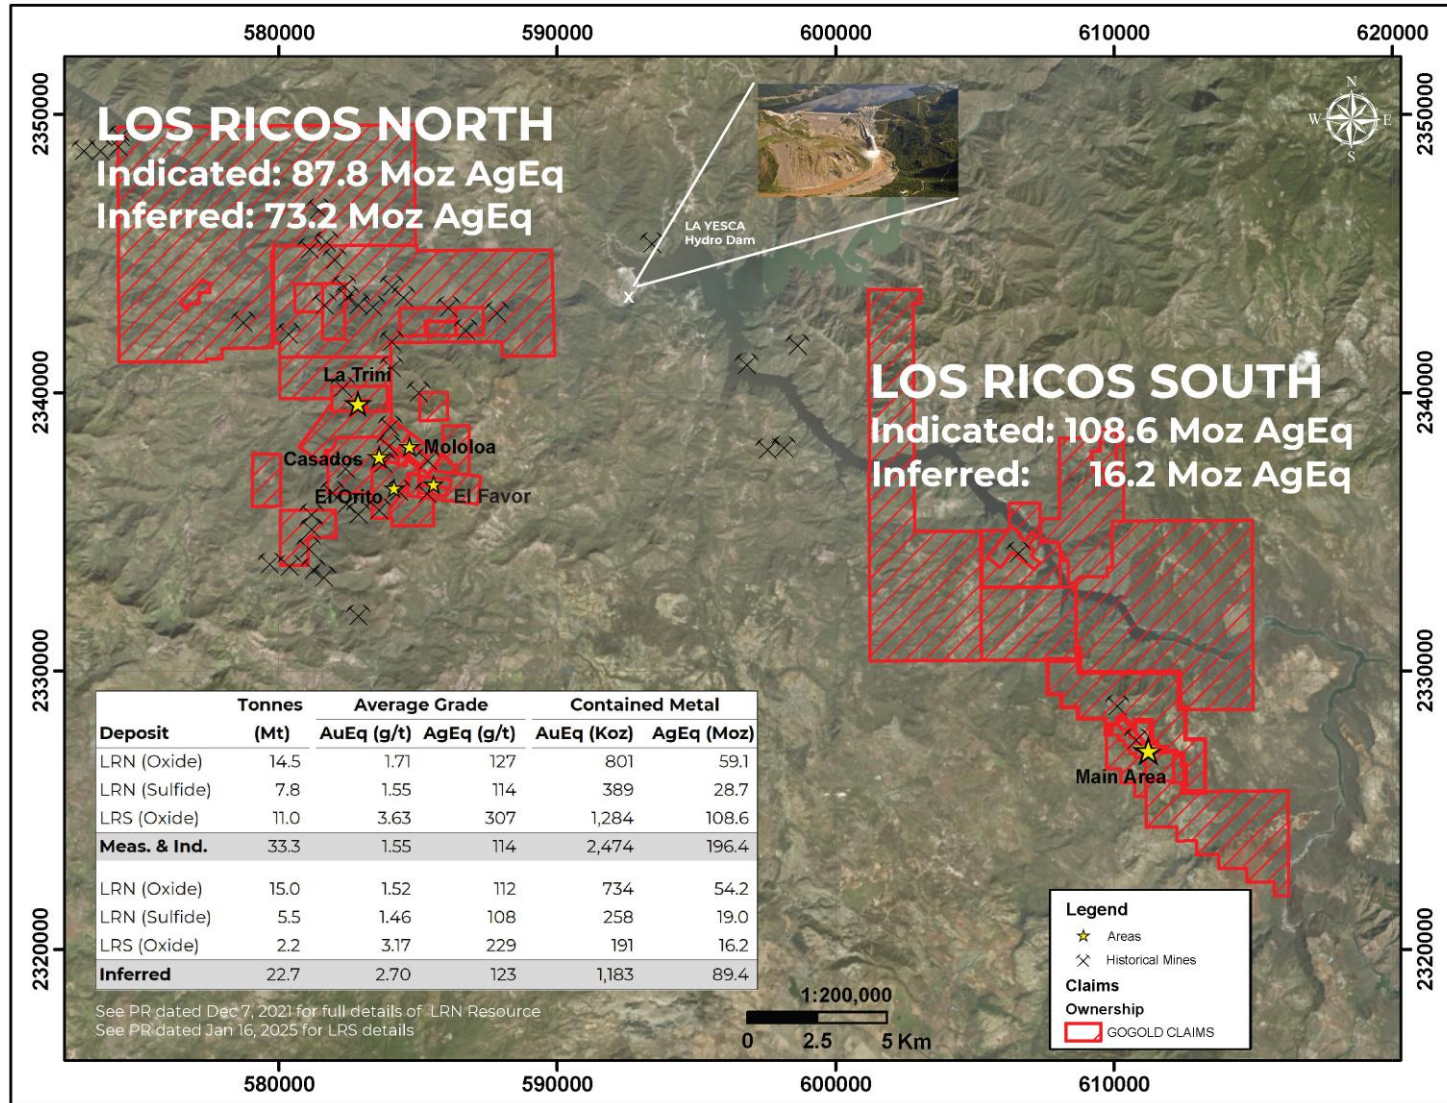 580000 590000 600000 610000 620000
2350000 2350000
LOS RICOS NORTH
Indicated: 87.8 Moz AgEq
Inferred: 73.2 Moz AgEq
N
W E
S
LA YESCA
Hydro Dam
X
2340000 2340000
La Trini
Mololoa
Casados
El Orito
El Favor
LOS RICOS SOUTH
Indicated: 108.6 Moz AgEq
Inferred: 16.2 Moz AgEq
2330000 2330000
Main Area
Tonnes Average Grade Contained Metal
Deposit (Mt) AuEq (g/t) AgEq (g/t) AuEq (Koz) AgEq (Moz)
LRN (Oxide) 14.5 1.71 127 801 59.1
LRN (Sulfide) 7.8 1.55 114 389 28.7
LRS (Oxide) 11.0 3.63 307 1,284 108.6
Meas. & Ind. 33.3 1.55 114 2,474 196.4
LRN (Oxide) 15.0 1.52 112 734 54.2
LRN (Sulfide) 5.5 1.46 108 258 19.0
LRS (Oxide) 2.2 3.17 229 191 16.2
Inferred 22.7 2.70 123 1,183 89.4
See PR dated Dec 7, 2021 for full details of LRN Resource
See PR dated Jan 16, 2025 for LRS details
2320000 2320000
1:200,000
0 2.5 5 Km
Legend
Areas
Historical Mines
Claims
Ownership
GOGOLD CLAIMS
580000 590000 600000 610000